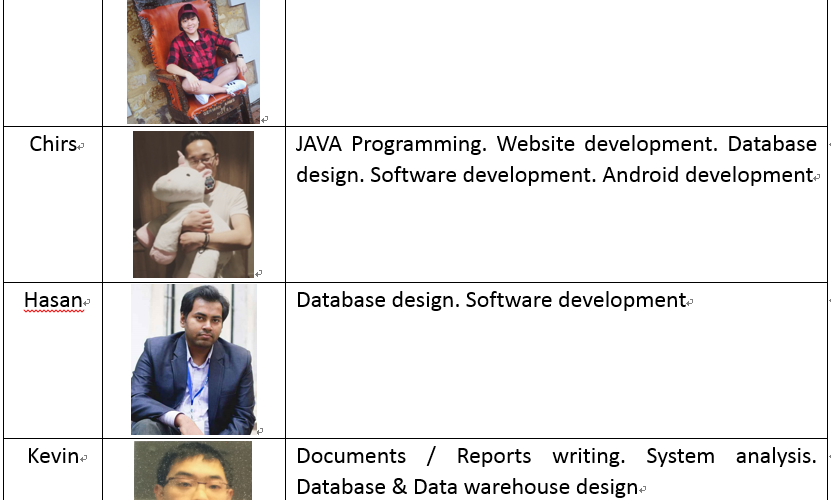 Chirs
JAVA Programming. Website development. Database
design. Software development. Android development
Hasan
Database design. Software development
Kevin
Documents / Reports writing. System analysis.
Database & Data warehouse design